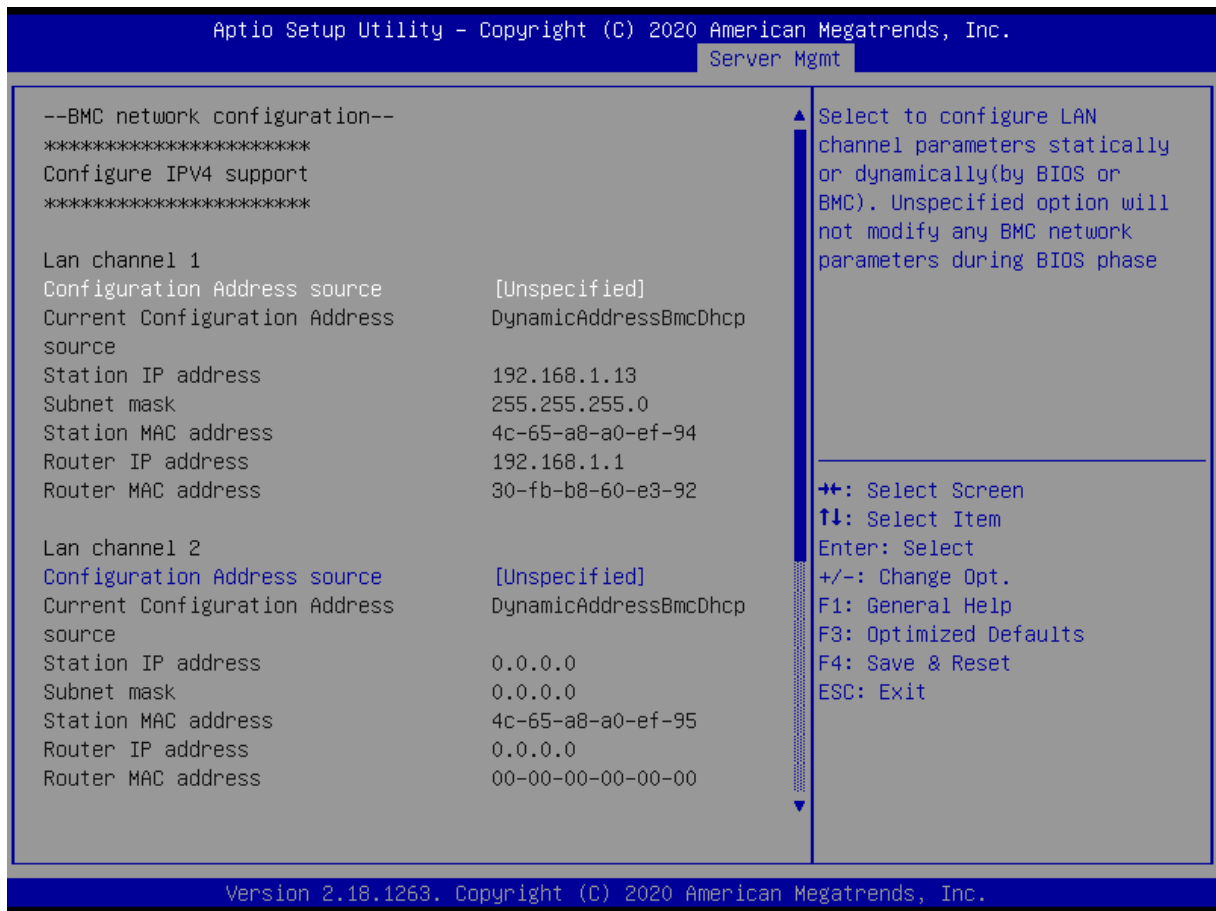 Aptio Setup Utility – Copyright (C) 2020 American Megatrends, Inc.
Server Mgmt
--BMC network configuration--
**********************
Configure IPV4 support
**********************
Lan channel 1
Configuration Address source [Unspecified]
Current Configuration Address DynamicAddressBmcDhcp
source
Station IP address 192.168.1.13
Subnet mask 255.255.255.0
Station MAC address 4c-65-a8-a0-ef-94
Router IP address 192.168.1.1
Router MAC address 30-fb-b8-60-e3-92
Lan channel 2
Configuration Address source [Unspecified]
Current Configuration Address DynamicAddressBmcDhcp
source
Station IP address 0.0.0.0
Subnet mask 0.0.0.0
Station MAC address 4c-65-a8-a0-ef-95
Router IP address 0.0.0.0
Router MAC address 00-00-00-00-00-00
Select to configure LAN
channel parameters statically
or dynamically(by BIOS or
BMC). Unspecified option will
not modify any BMC network
parameters during BIOS phase
→←: Select Screen
↑↓: Select Item
Enter: Select
+/-: Change Opt.
F1: General Help
F3: Optimized Defaults
F4: Save & Reset
ESC: Exit
Version 2.18.1263. Copyright (C) 2020 American Megatrends, Inc.